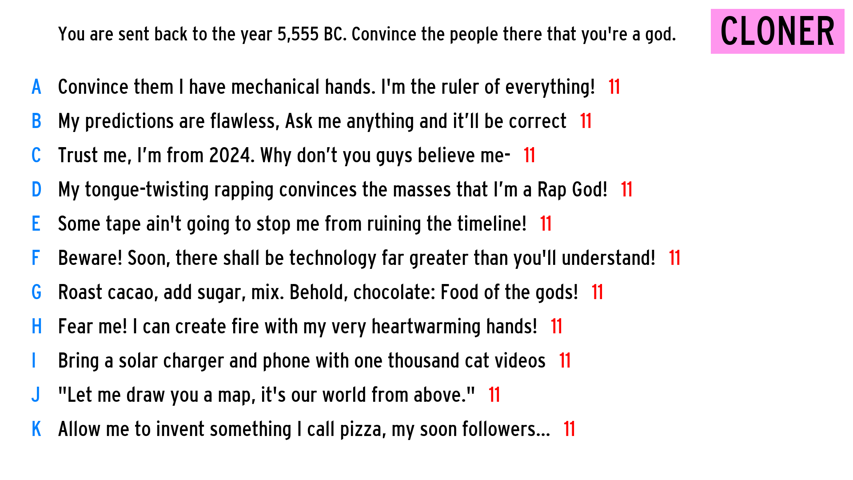 You are sent back to the year 5,555 BC. Convince the people there that you're a god.
CLONER
A Convince them I have mechanical hands. I'm the ruler of everything! 11
B My predictions are flawless, Ask me anything and it’ll be correct 11
C Trust me, I’m from 2024. Why don’t you guys believe me- 11
D My tongue-twisting rapping convinces the masses that I’m a Rap God! 11
E Some tape ain't going to stop me from ruining the timeline! 11
F Beware! Soon, there shall be technology far greater than you'll understand! 11
G Roast cacao, add sugar, mix. Behold, chocolate: Food of the gods! 11
H Fear me! I can create fire with my very heartwarming hands! 11
I Bring a solar charger and phone with one thousand cat videos 11
J "Let me draw you a map, it's our world from above." 11
K Allow me to invent something I call pizza, my soon followers... 11